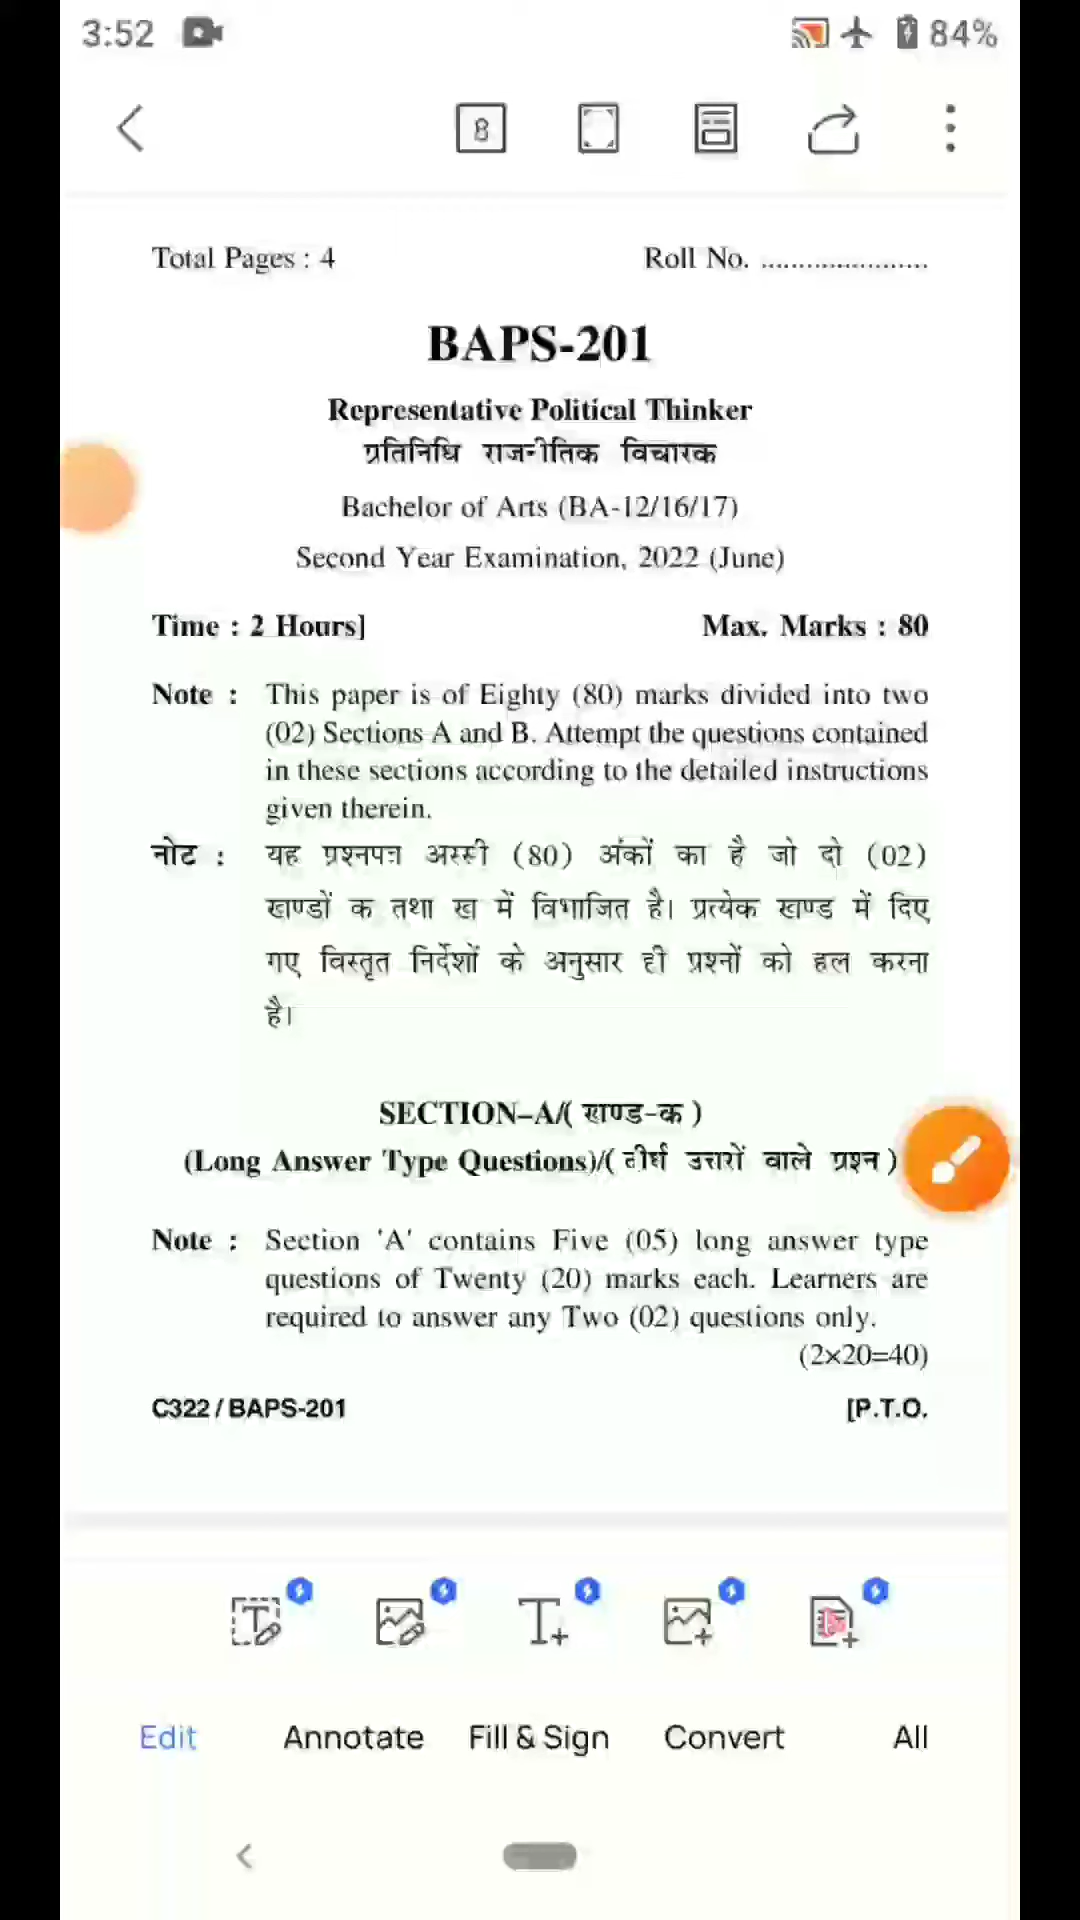 3:52
84%
8
Total Pages : 4 Roll No. .......................
BAPS-201
Representative Political Thinker
प्रतिनिधि राजनीतिक विचारक
Bachelor of Arts (BA-12/16/17)
Second Year Examination, 2022 (June)
Time : 2 Hours] Max. Marks : 80
Note : This paper is of Eighty (80) marks divided into two
(02) Sections A and B. Attempt the questions contained
in these sections according to the detailed instructions
given therein.
नोट : यह प्रश्नपत्र अस्सी (80) अंकों का है जो दो (02)
खण्डों क तथा ख में विभाजित है। प्रत्येक खण्ड में दिए
गए विस्तृत निर्देशों के अनुसार ही प्रश्नों को हल करना
है।
SECTION–A/( खण्ड-क )
(Long Answer Type Questions)/( दीर्घ उत्तरों वाले प्रश्न )
Note : Section 'A' contains Five (05) long answer type
questions of Twenty (20) marks each. Learners are
required to answer any Two (02) questions only.
(2×20=40)
C322 / BAPS-201 [P.T.O.
Edit Annotate Fill & Sign Convert All